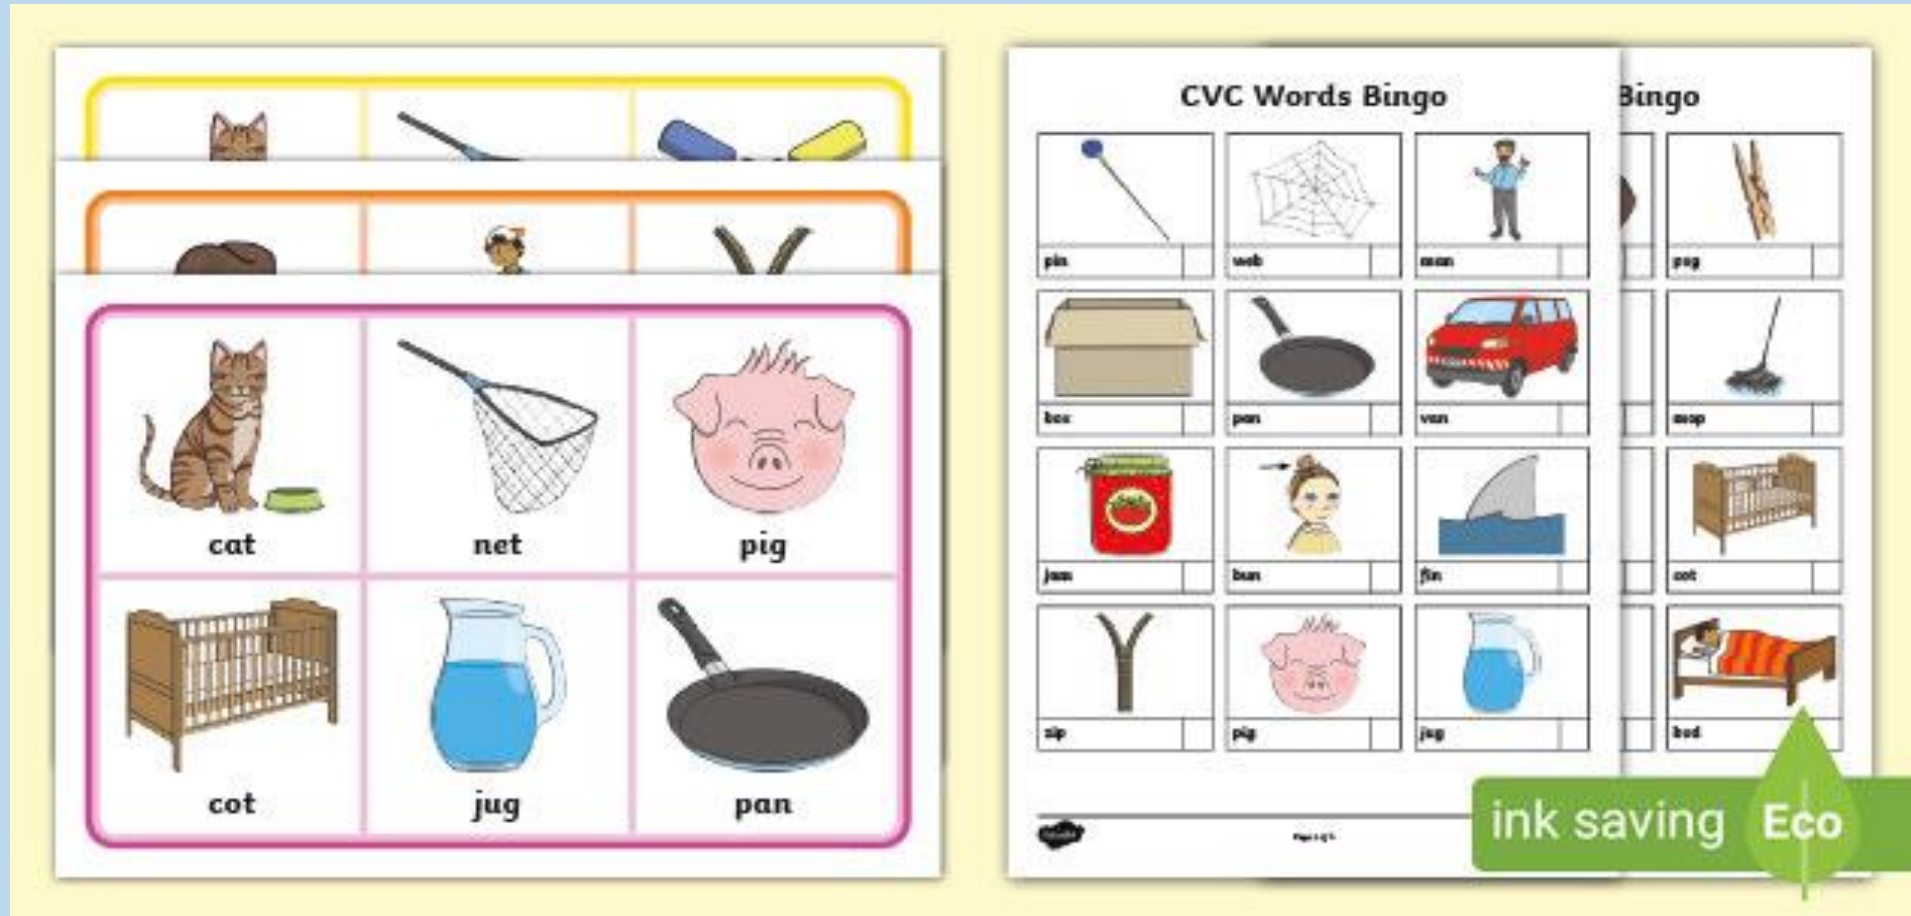 cat net pig
cot jug pan
CVC Words Bingo
pin web man
box pan van
jam bun fin
zip pig jug
Bingo
peg
mop
cot
bed
ink saving Eco